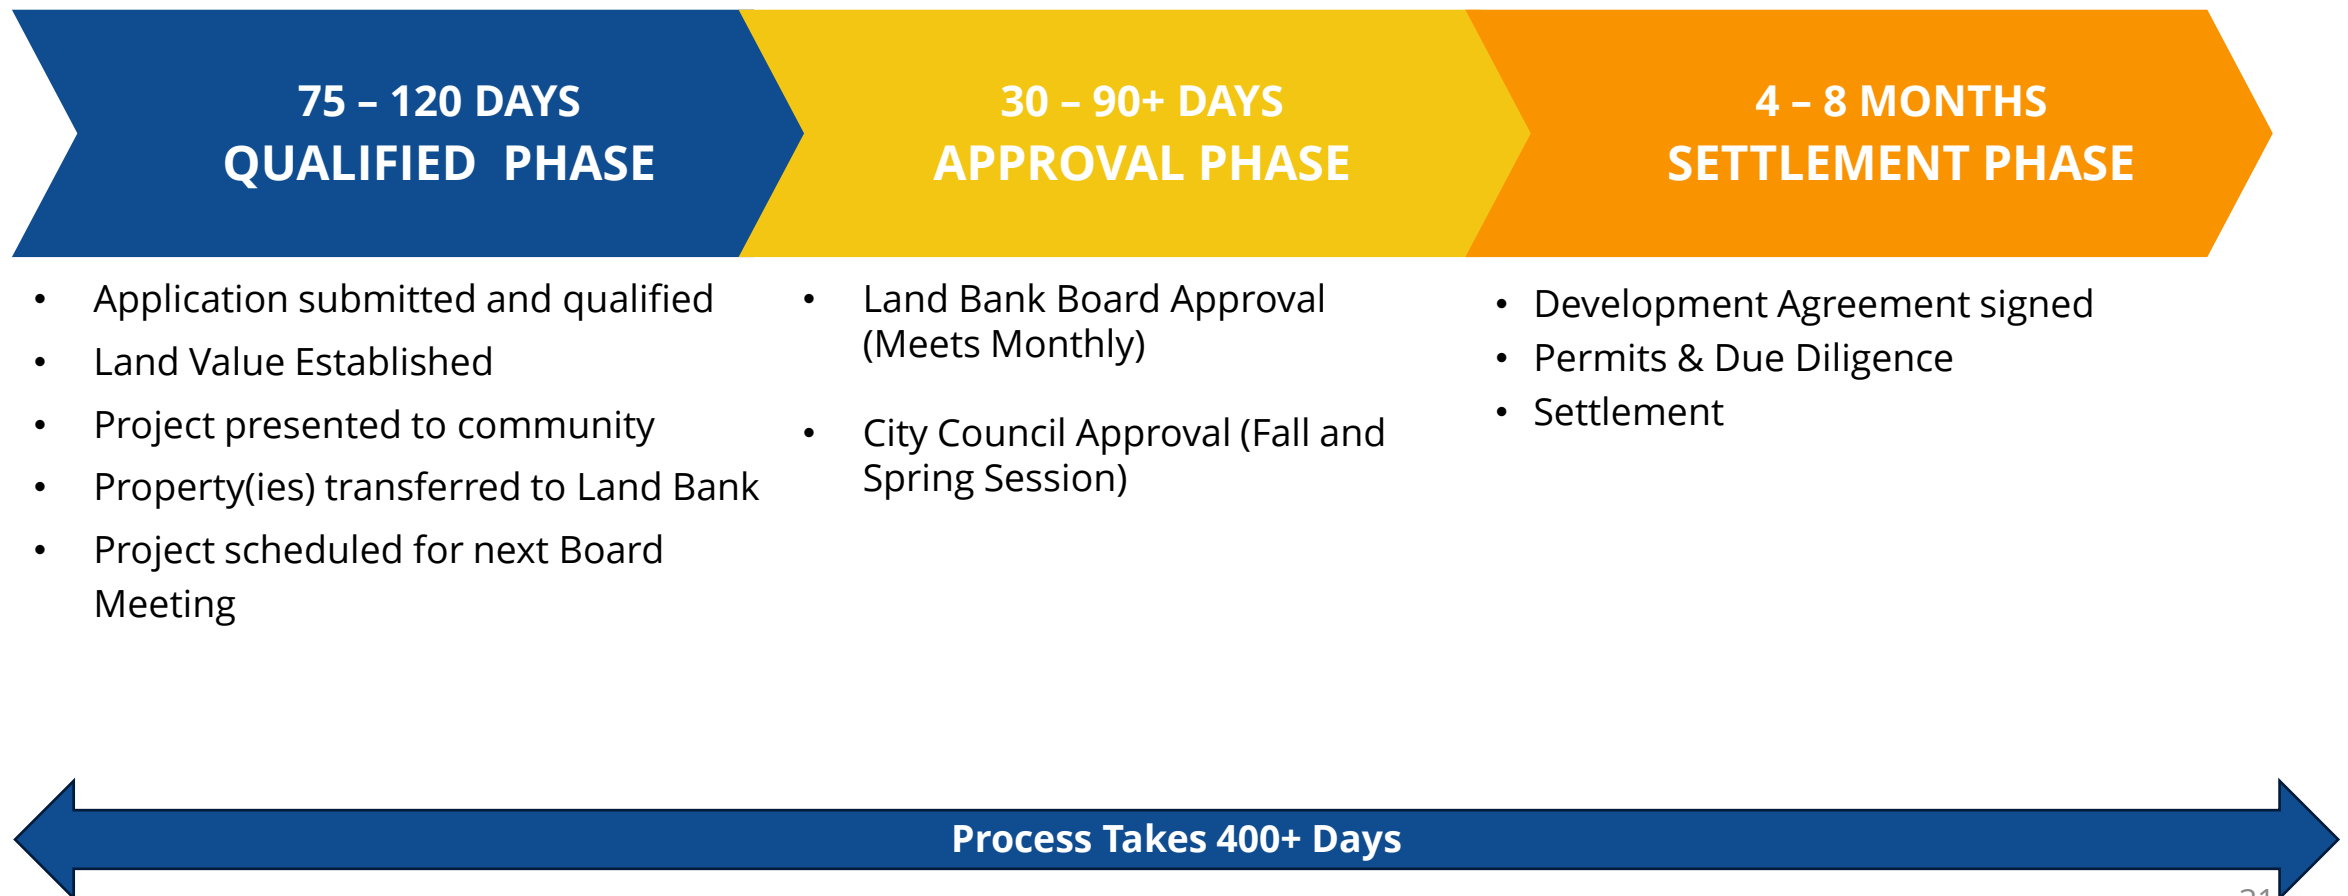 75 – 120 DAYS
QUALIFIED  PHASE
30 – 90+ DAYS
APPROVAL PHASE
4 – 8 MONTHS
SETTLEMENT PHASE
• Application submitted and qualified
• Land Value Established
• Project presented to community
• Property(ies) transferred to Land Bank
• Project scheduled for next Board
Meeting
• Land Bank Board Approval
(Meets Monthly)
• City Council Approval (Fall and
Spring Session)
• Development Agreement signed
• Permits & Due Diligence
• Settlement
Process Takes 400+ Days